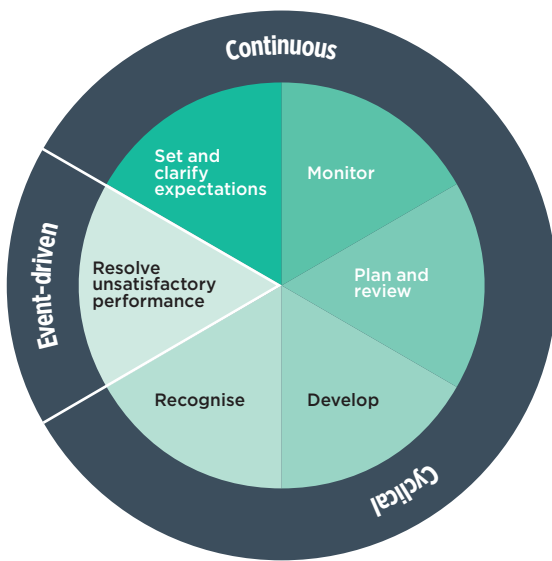 Continuous
Set and
clarify
expectations
Monitor
Event-driven
Resolve
unsatisfactory
performance
Plan and
review
Recognise
Develop
Cyclical